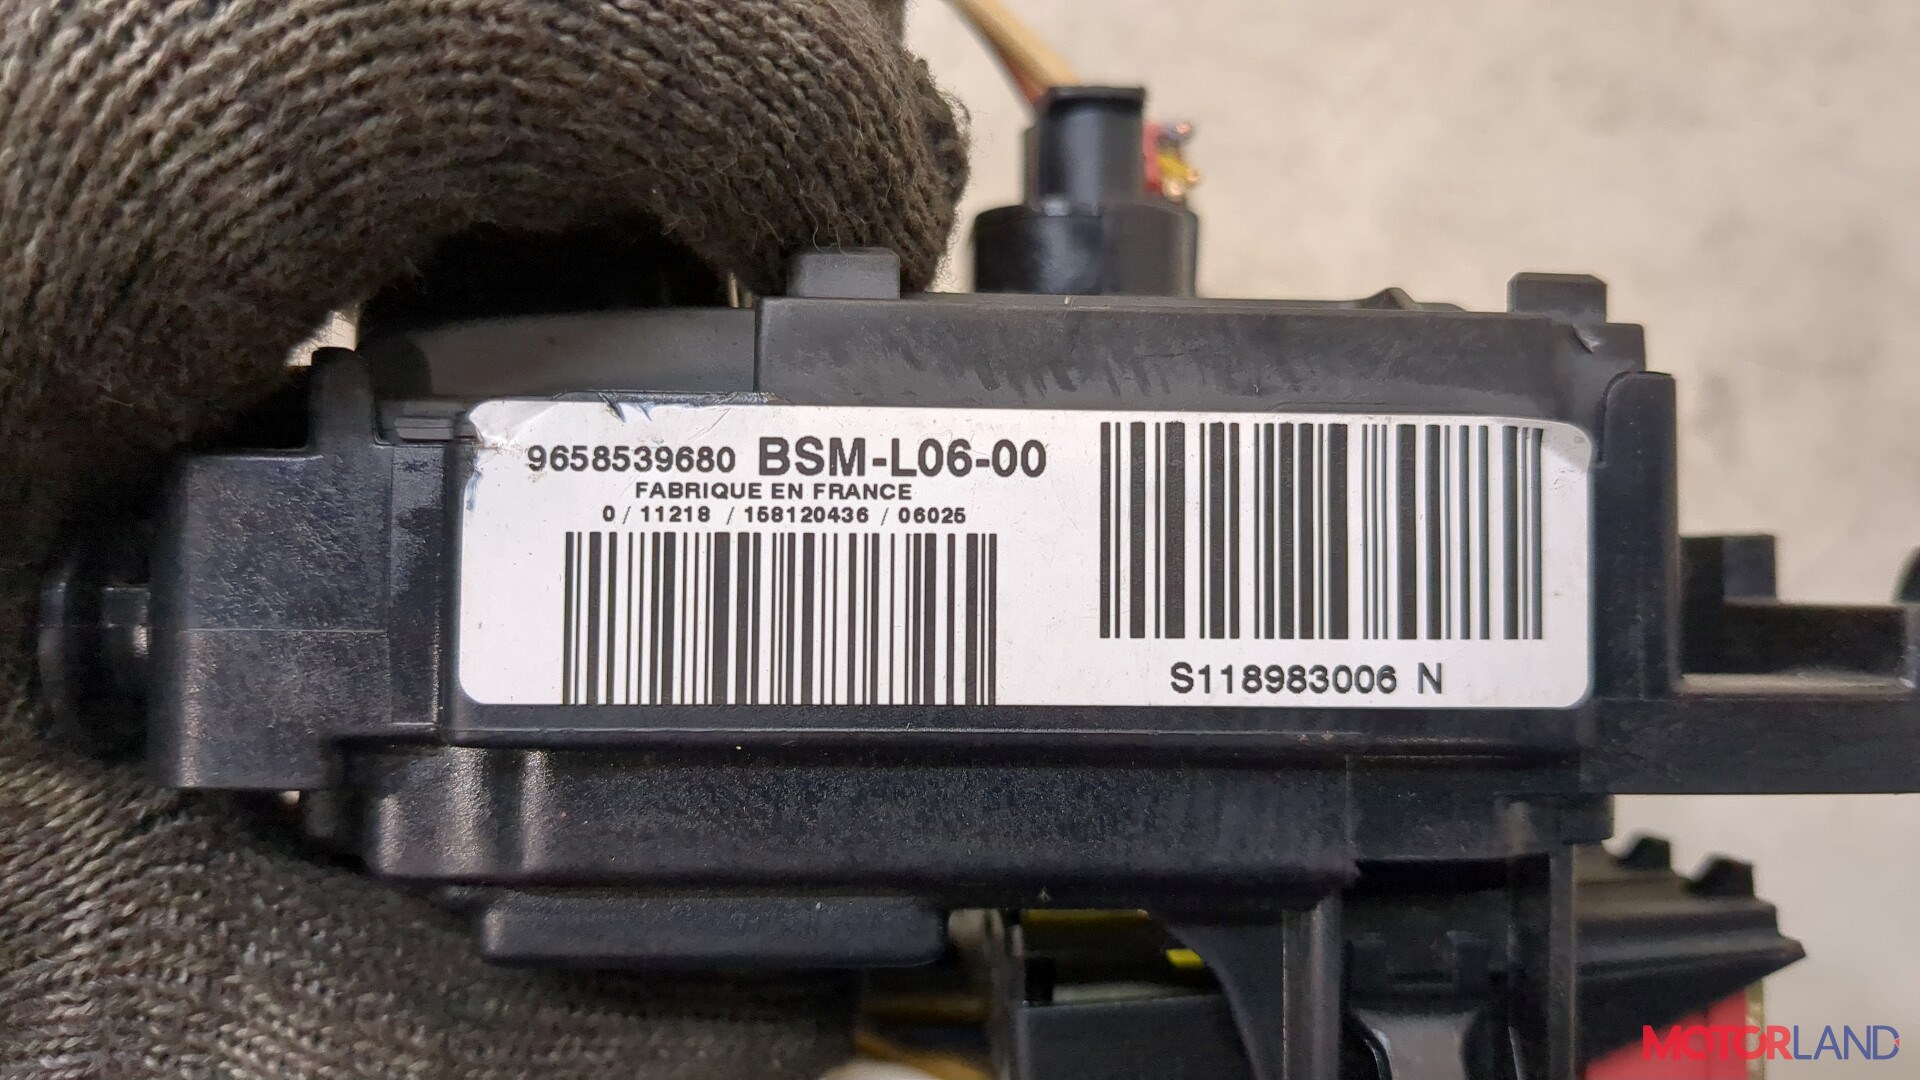 9658539680 BSM-L06-00
FABRIQUE EN FRANCE
0 / 11218 / 158120436 / 06025
S118983006 N
MOTORLAND